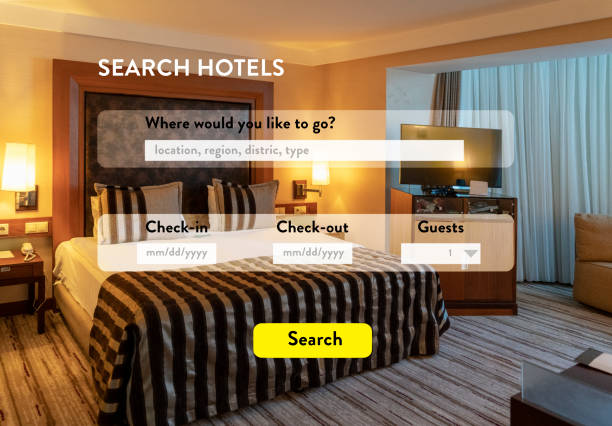 SEARCH HOTELS
Where would you like to go?
location, region, distric, type
Check-in Check-out Guests
mm/dd/yyyy mm/dd/yyyy 1
Search